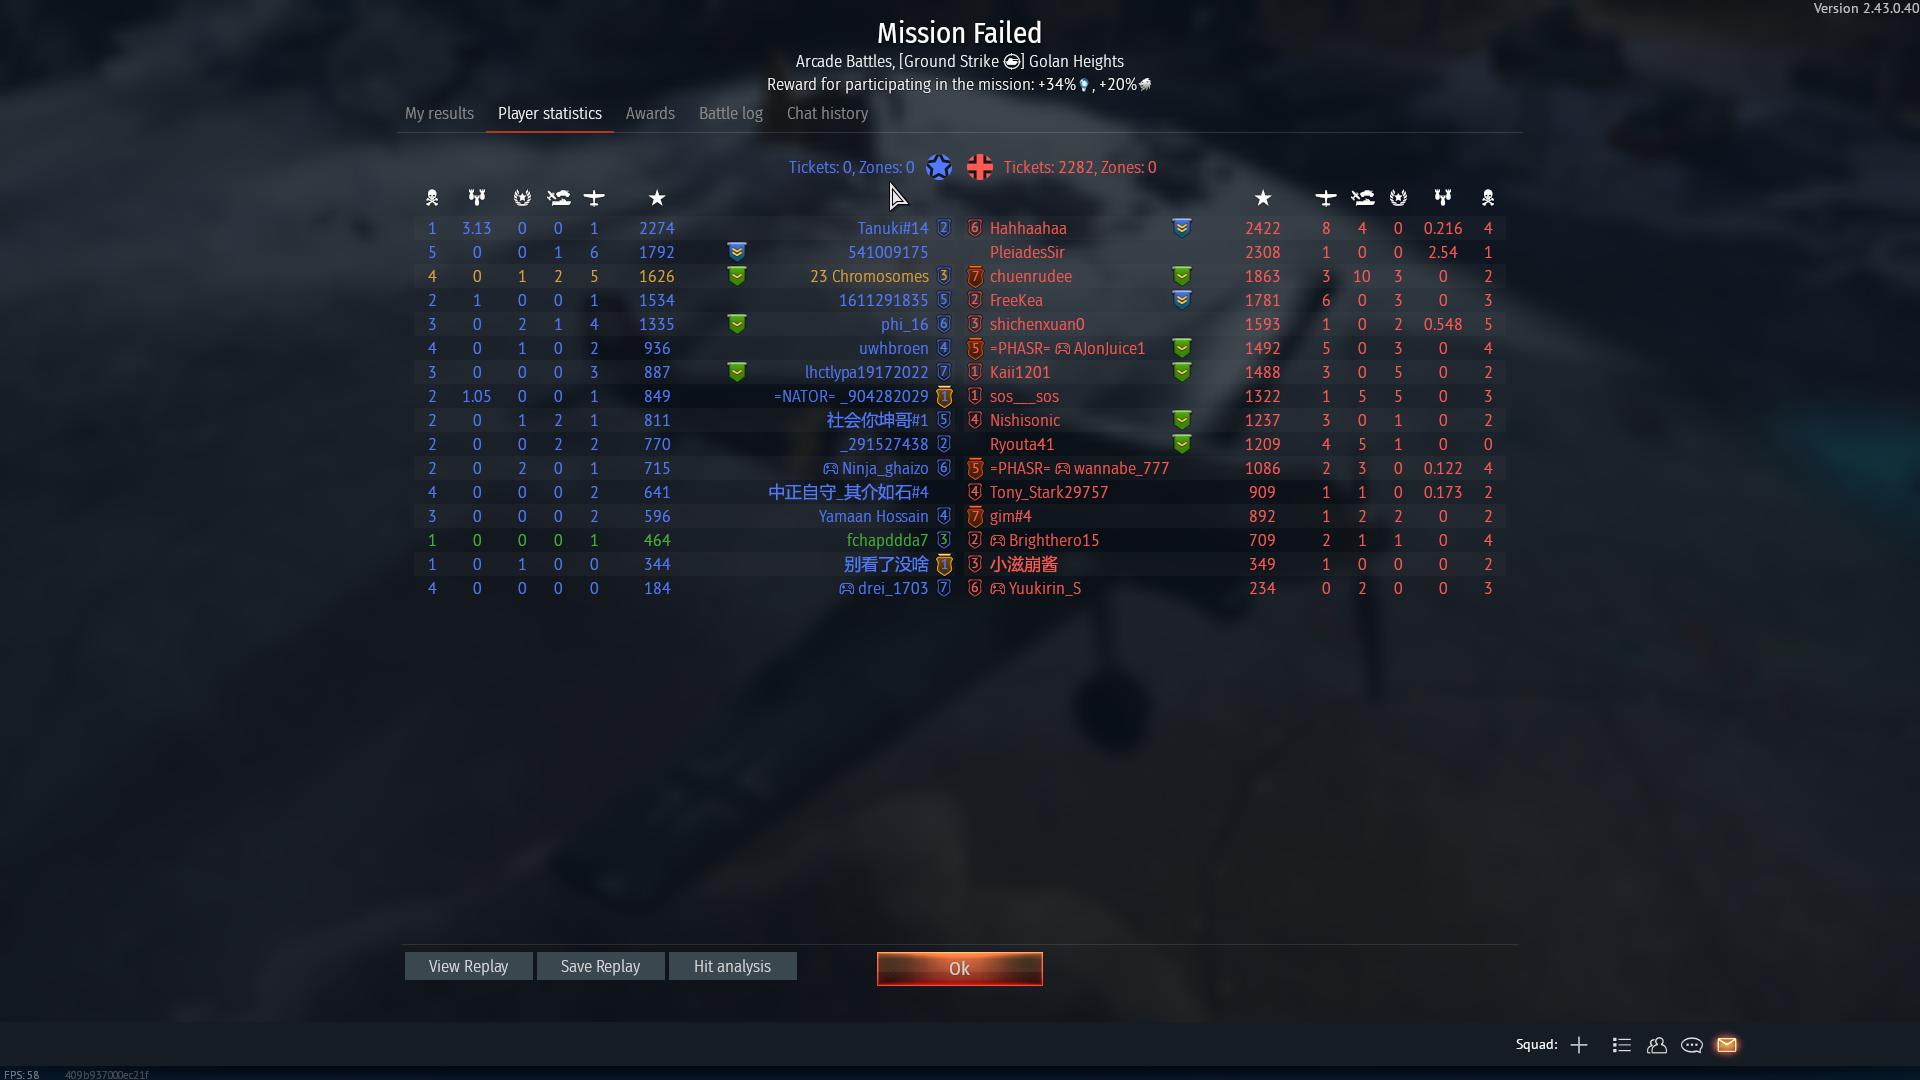 Version 2.43.0.40
Mission Failed
Arcade Battles, [Ground Strike ] Golan Heights
Reward for participating in the mission: +34% , +20%
My results Player statistics Awards Battle log Chat history
Tickets: 0, Zones: 0 Tickets: 2282, Zones: 0
1 3.13 0 0 1 2274 Tanuki#14 2 6 Hahhaahaa 2422 8 4 0 0.216 4
5 0 0 1 6 1792 541009175 PleiadesSir 2308 1 0 0 2.54 1
4 0 1 2 5 1626 23 Chromosomes 3 7 chuenrudee 1863 3 10 3 0 2
2 1 0 0 1 1534 1611291835 5 2 FreeKea 1781 6 0 3 0 3
3 0 2 1 4 1335 phi_16 6 3 shichenxuan0 1593 1 0 2 0.548 5
4 0 1 0 2 936 uwhbroen 4 5 =PHASR= AJonJuice1 1492 5 0 3 0 4
3 0 0 0 3 887 lhctlypa19172022 7 1 Kaii1201 1488 3 0 5 0 2
2 1.05 0 0 1 849 =NATOR= _904282029 1 1 sos___sos 1322 1 5 5 0 3
2 0 1 2 1 811 社会你坤哥#1 5 4 Nishisonic 1237 3 0 1 0 2
2 0 0 2 2 770 _291527438 2 Ryouta41 1209 4 5 1 0 0
2 0 2 0 1 715 Ninja_ghaizo 6 5 =PHASR= wannabe_777 1086 2 3 0 0.122 4
4 0 0 0 2 641 中正自守_其介如石#4 4 Tony_Stark29757 909 1 1 0 0.173 2
3 0 0 0 2 596 Yamaan Hossain 4 7 gim#4 892 1 2 2 0 2
1 0 0 0 1 464 fchapddda7 3 2 Brighthero15 709 2 1 1 0 4
1 0 1 0 0 344 别看了没啥 1 3 小滋崩酱 349 1 0 0 0 2
4 0 0 0 0 184 drei_1703 7 6 Yuukirin_S 234 0 2 0 0 3
View Replay Save Replay Hit analysis Ok
Squad:
FPS: 58 409b937000ec21f